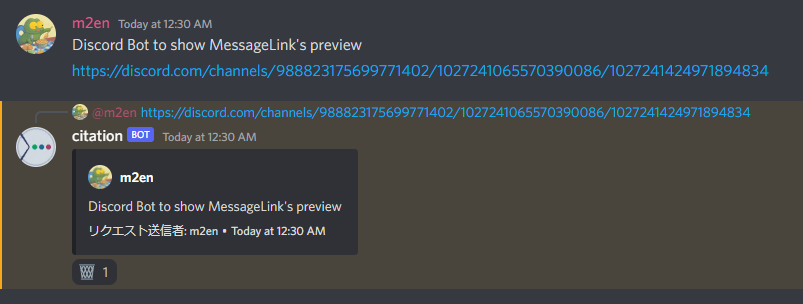 m2en Today at 12:30 AM
Discord Bot to show MessageLink's preview
https://discord.com/channels/988823175699771402/1027241065570390086/1027241424971894834
@m2en https://discord.com/channels/988823175699771402/1027241065570390086/1027241424971894834
citation BOT Today at 12:30 AM
m2en
Discord Bot to show MessageLink's preview
リクエスト送信者: m2en • Today at 12:30 AM
1